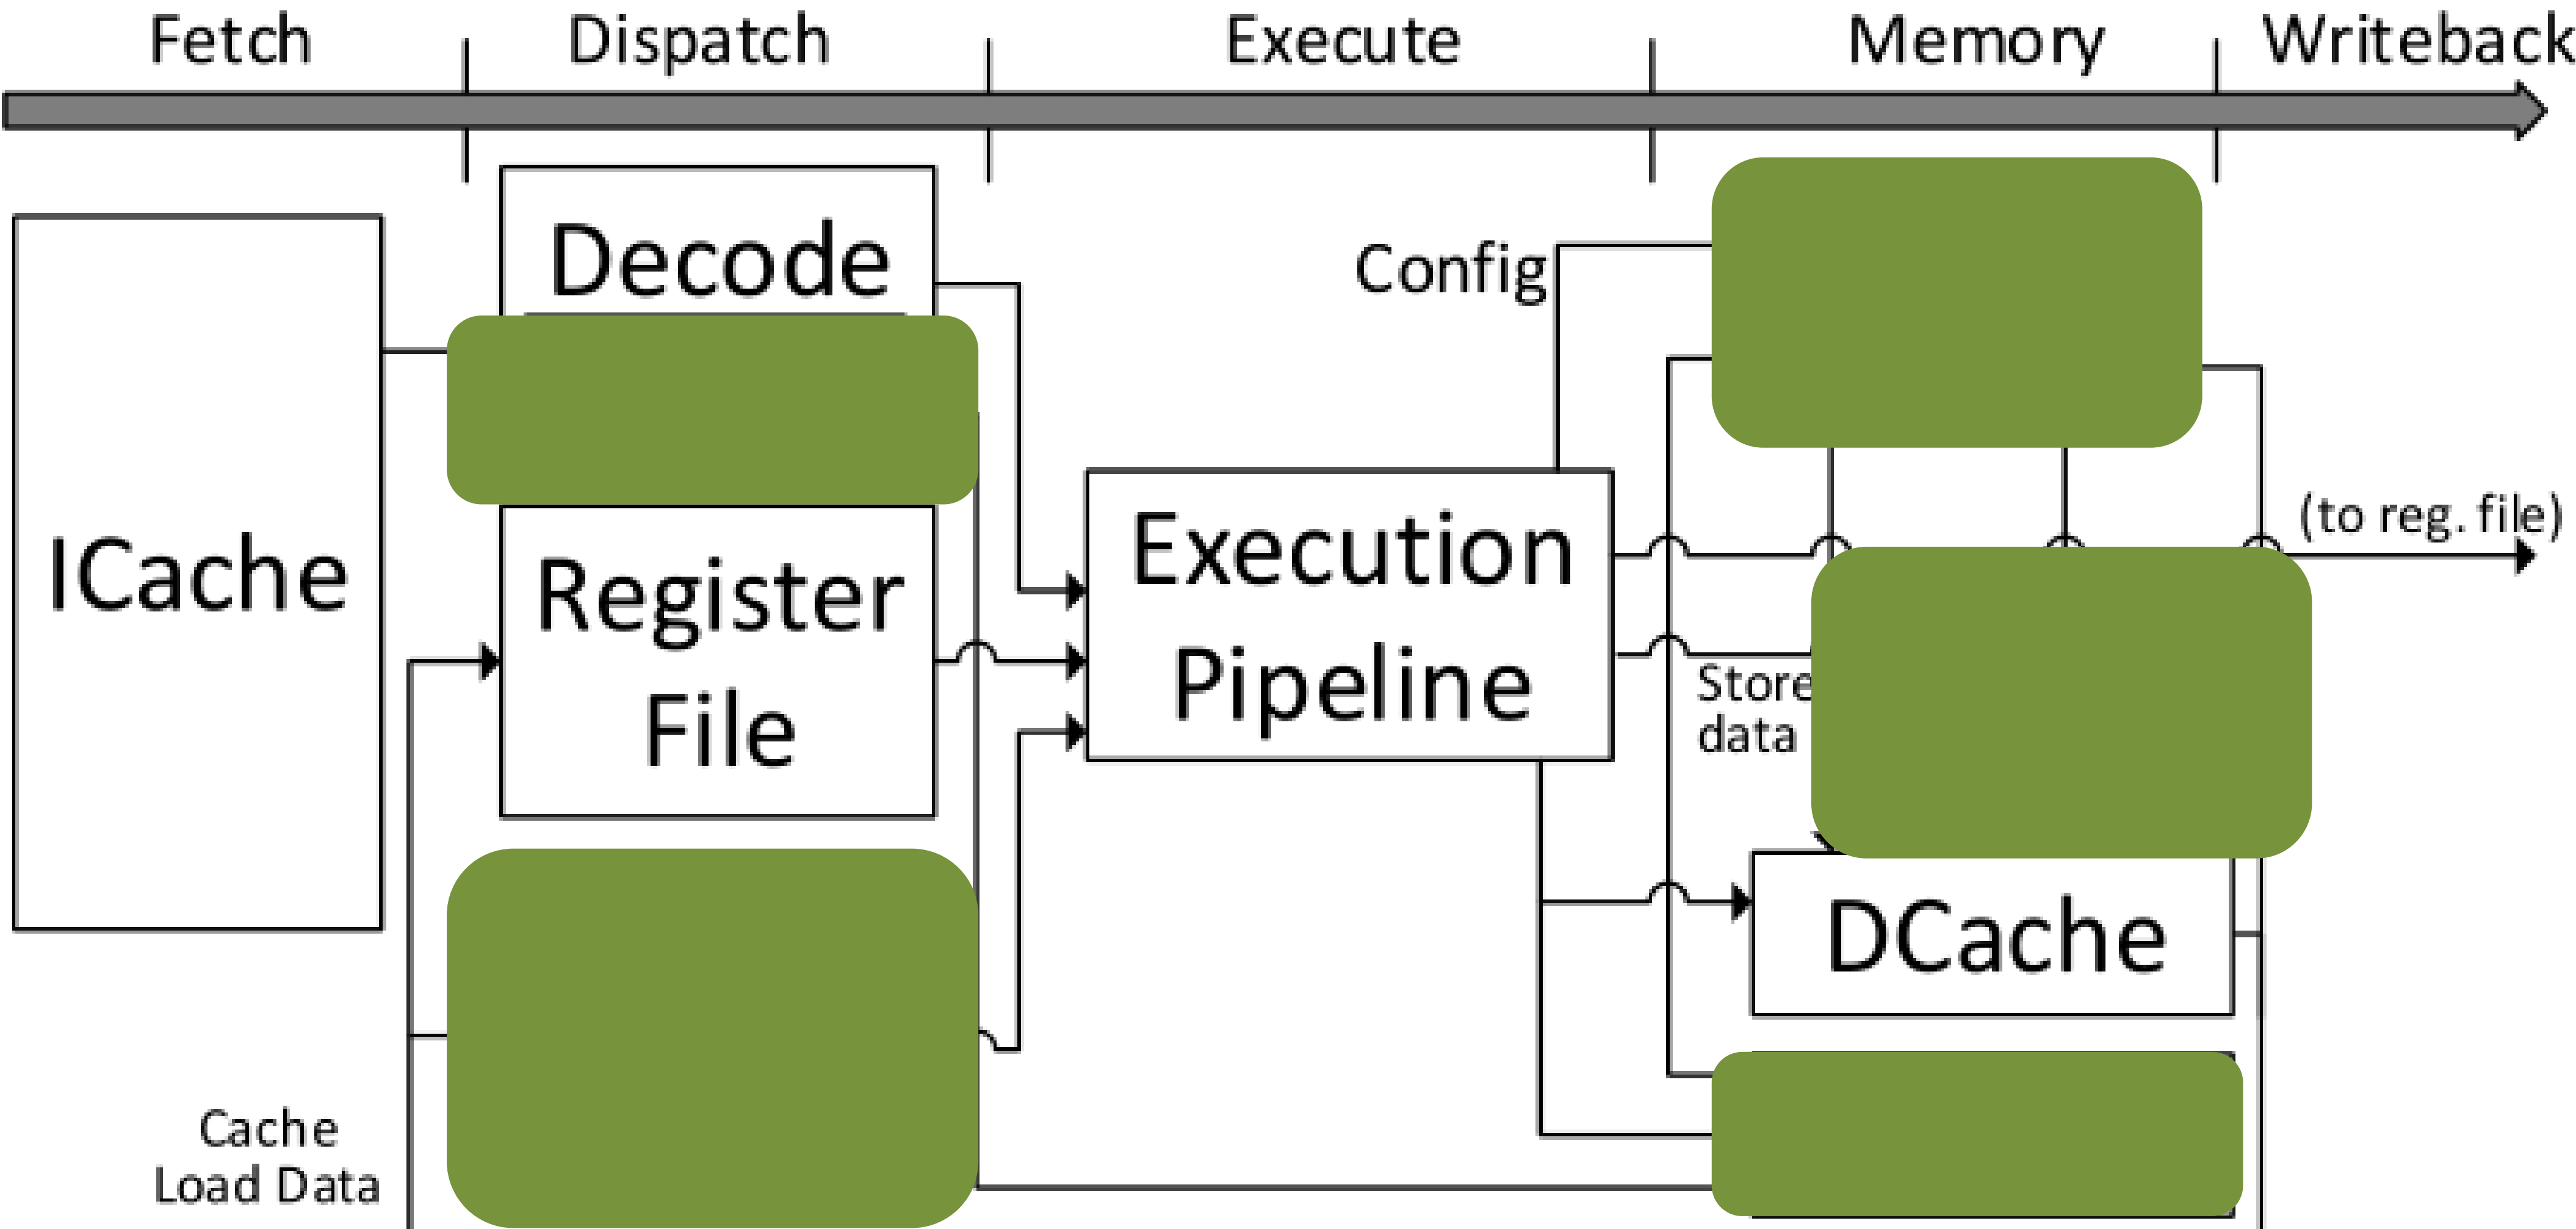 Fetch
Dispatch
Execute
Memory
Writeback
Decode
Config
ICache
Register
File
Execution
Pipeline
(to reg. file)
Store
data
DCache
Cache
Load Data